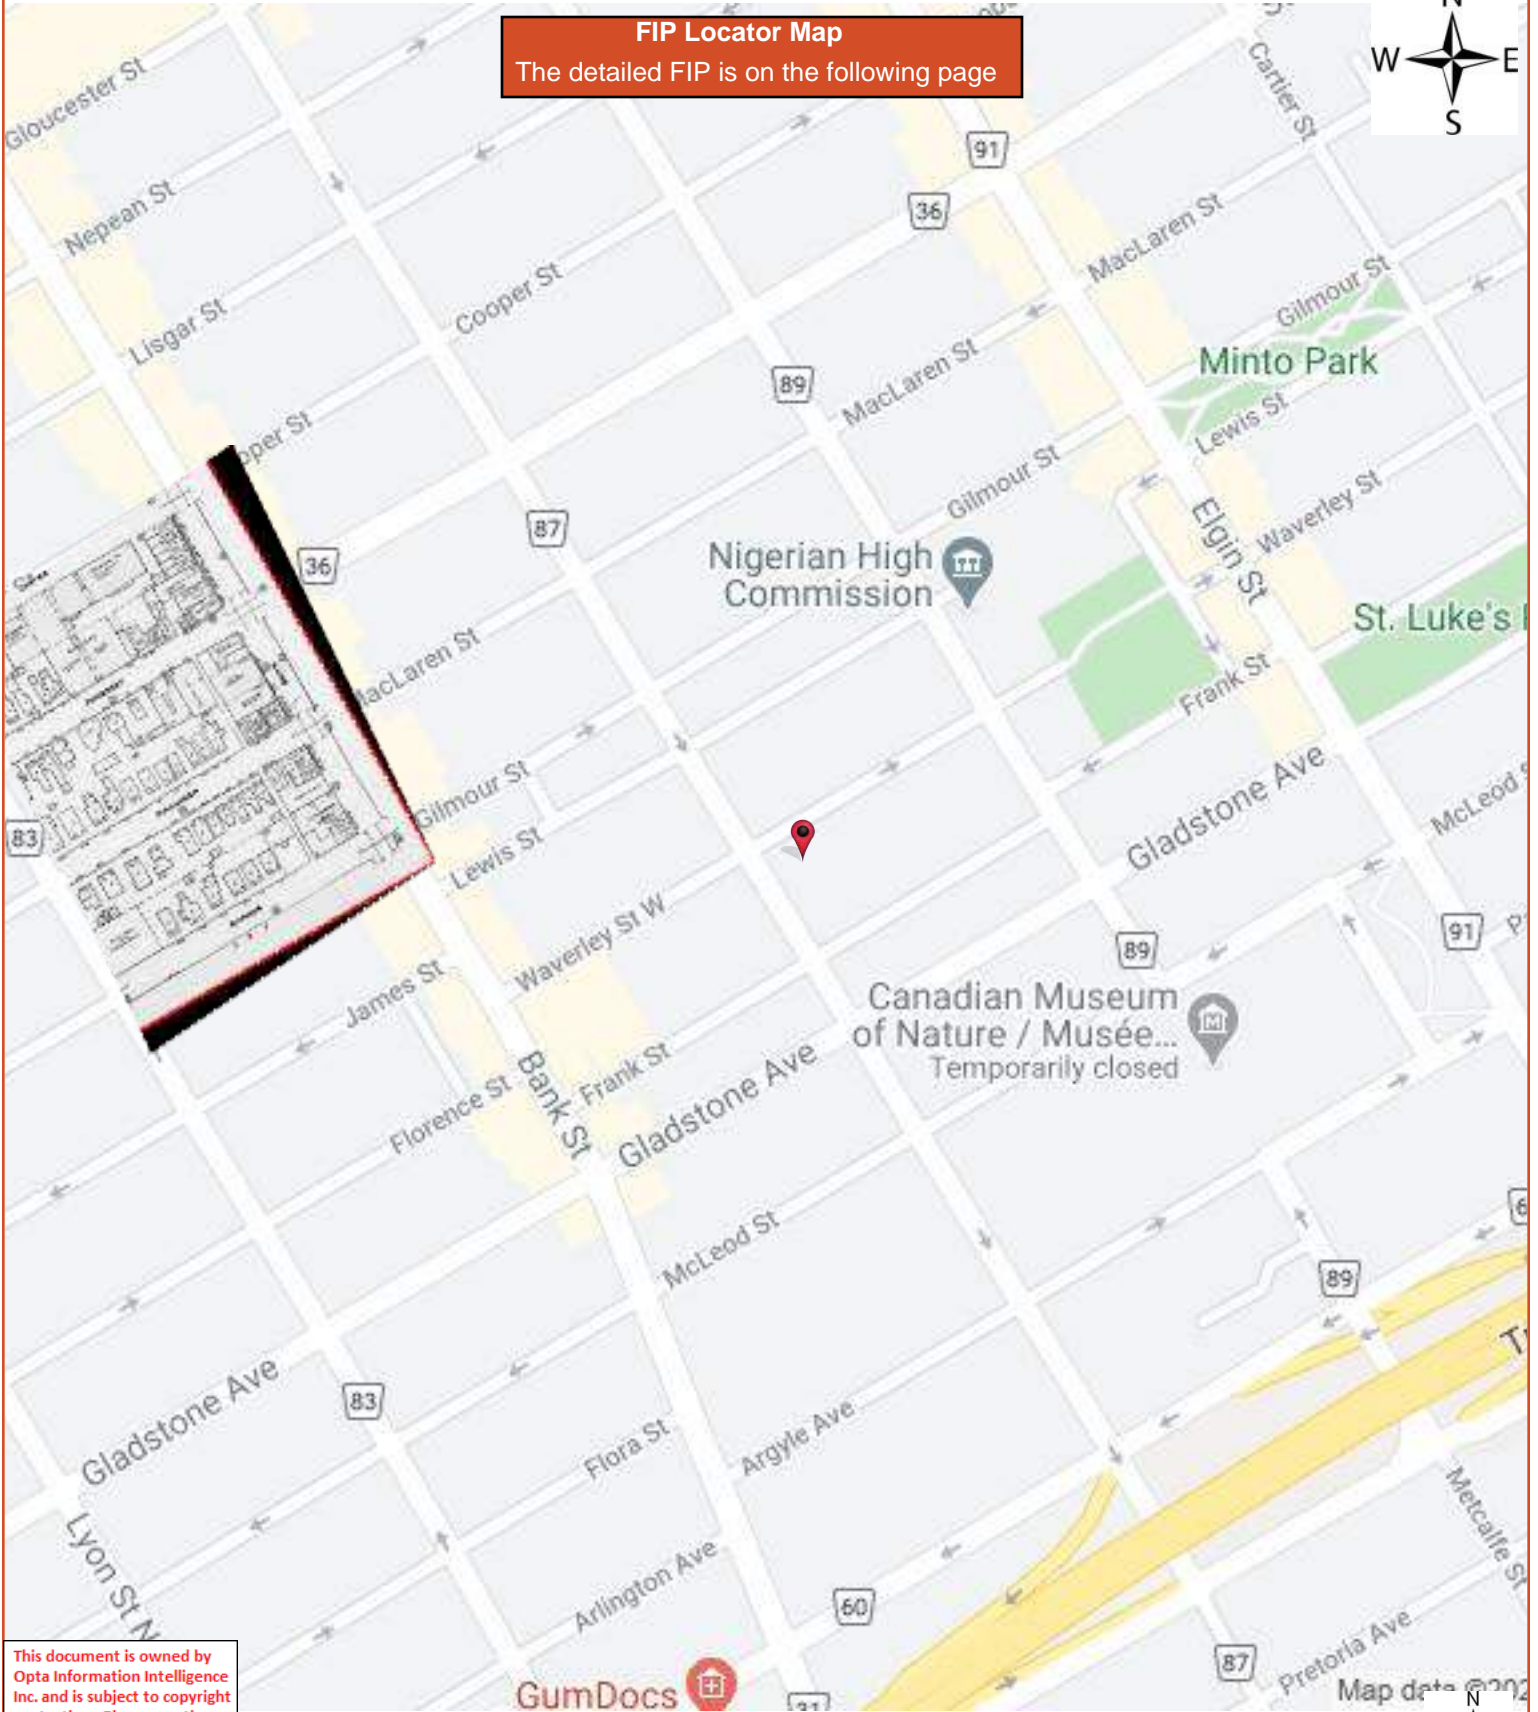 FIP Locator Map
The detailed FIP is on the following page
N
W
E
S
Gloucester St
Cartier St
91
36
Nepean St
MacLaren St
Cooper St
Gilmour St
Lisgar St
Minto Park
89
MacLaren St
Lewis St
oper St
Gilmour St
Waverley St
87
Elgin St
36
Nigerian High
Commission
St. Luke's
MacLaren St
Frank St
Gilmour St
Gladstone Ave
McLeod
83
Lewis St
Waverley St W
91
P
89
James St
Canadian Museum
of Nature / Musée...
Temporarily closed
Bank St
Frank St
Gladstone Ave
Florence St
McLeod St
6
89
T
Gladstone Ave
83
Flora St
Argyle Ave
Metcalfe St
Lyon St N
Arlington Ave
60
This document is owned by
Opta Information Intelligence
Inc. and is subject to copyright
87
Pretoria Ave
GumDocs
31
Map data ©202
N